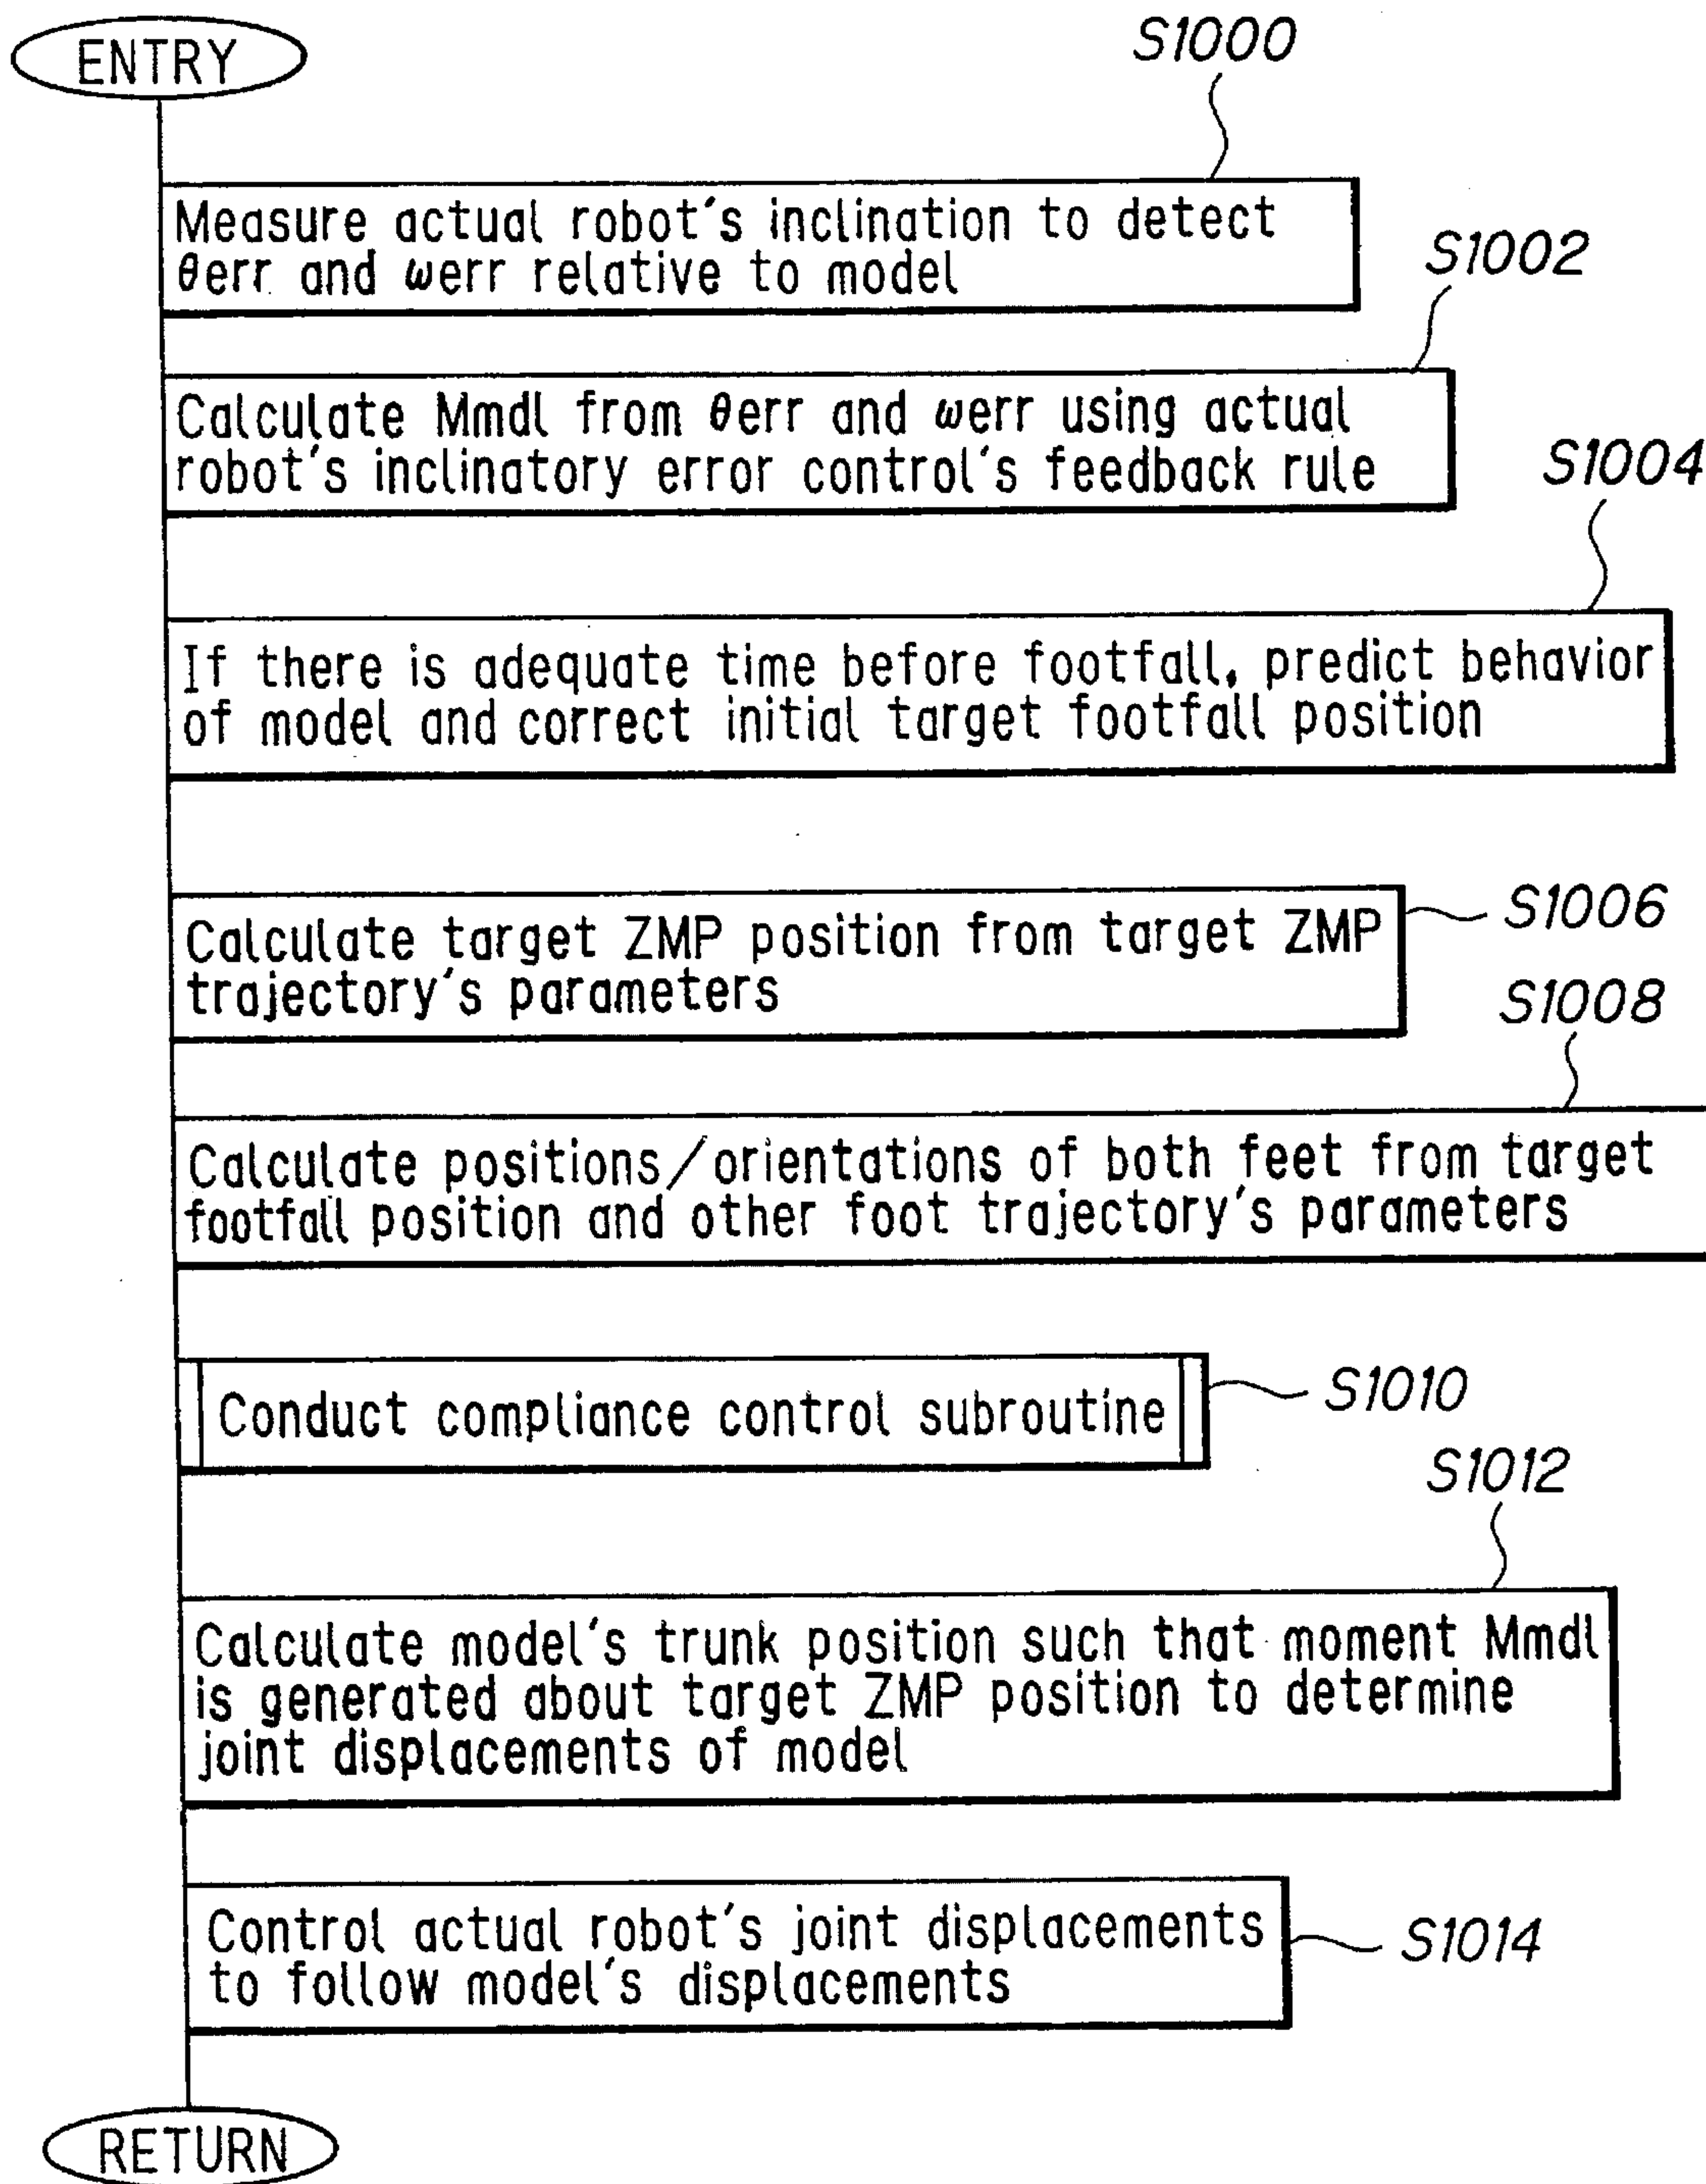 ENTRY
S1000
Measure actual robot's inclination to detect
θerr and ωerr relative to model
S1002
Calculate Mmdl from θerr and ωerr using actual
robot's inclinatory error control's feedback rule
S1004
If there is adequate time before footfall, predict behavior
of model and correct initial target footfall position
S1006
Calculate target ZMP position from target ZMP
trajectory's parameters
S1008
Calculate positions/orientations of both feet from target
footfall position and other foot trajectory's parameters
Conduct compliance control subroutine
S1010
S1012
Calculate model's trunk position such that moment Mmdl
is generated about target ZMP position to determine
joint displacements of model
Control actual robot's joint displacements
to follow model's displacements
S1014
RETURN